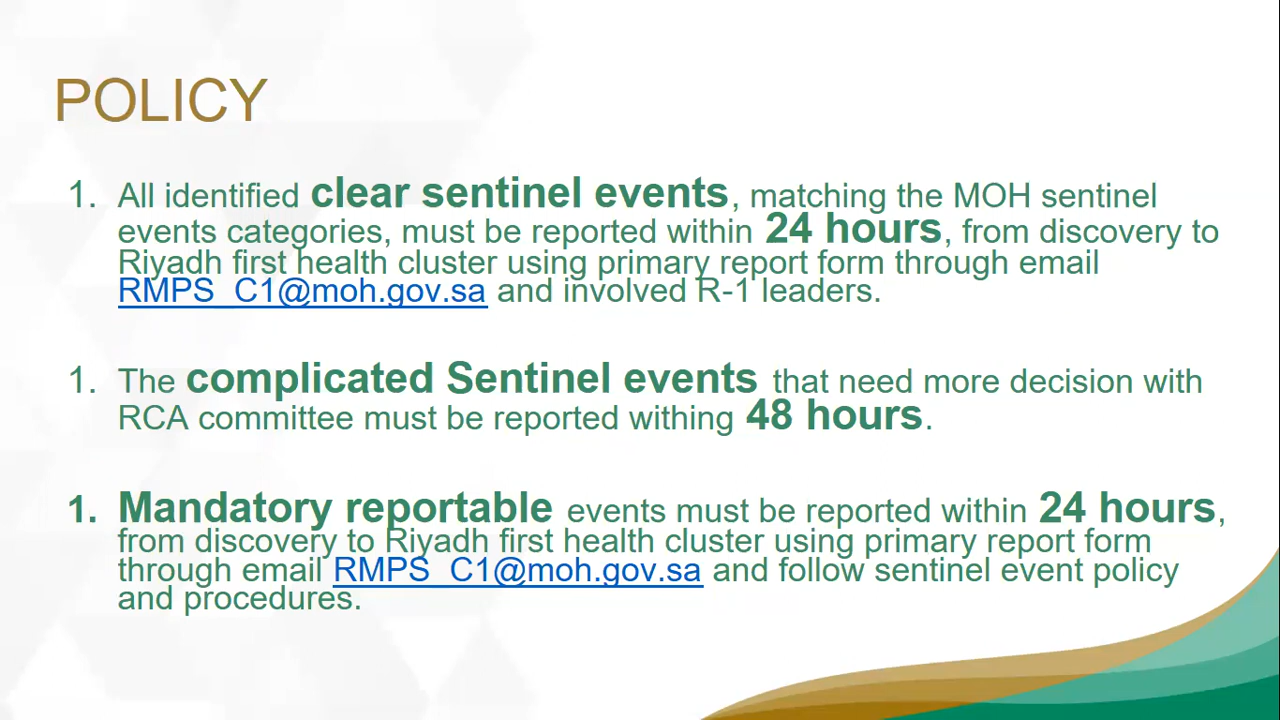 POLICY
1. All identified clear sentinel events, matching the MOH sentinel
events categories, must be reported within 24 hours, from discovery to
Riyadh first health cluster using primary report form through email
RMPS_C1@moh.gov.sa and involved R-1 leaders.
1. The complicated Sentinel events that need more decision with
RCA committee must be reported withing 48 hours.
1. Mandatory reportable events must be reported within 24 hours,
from discovery to Riyadh first health cluster using primary report form
through email RMPS_C1@moh.gov.sa and follow sentinel event policy
and procedures.